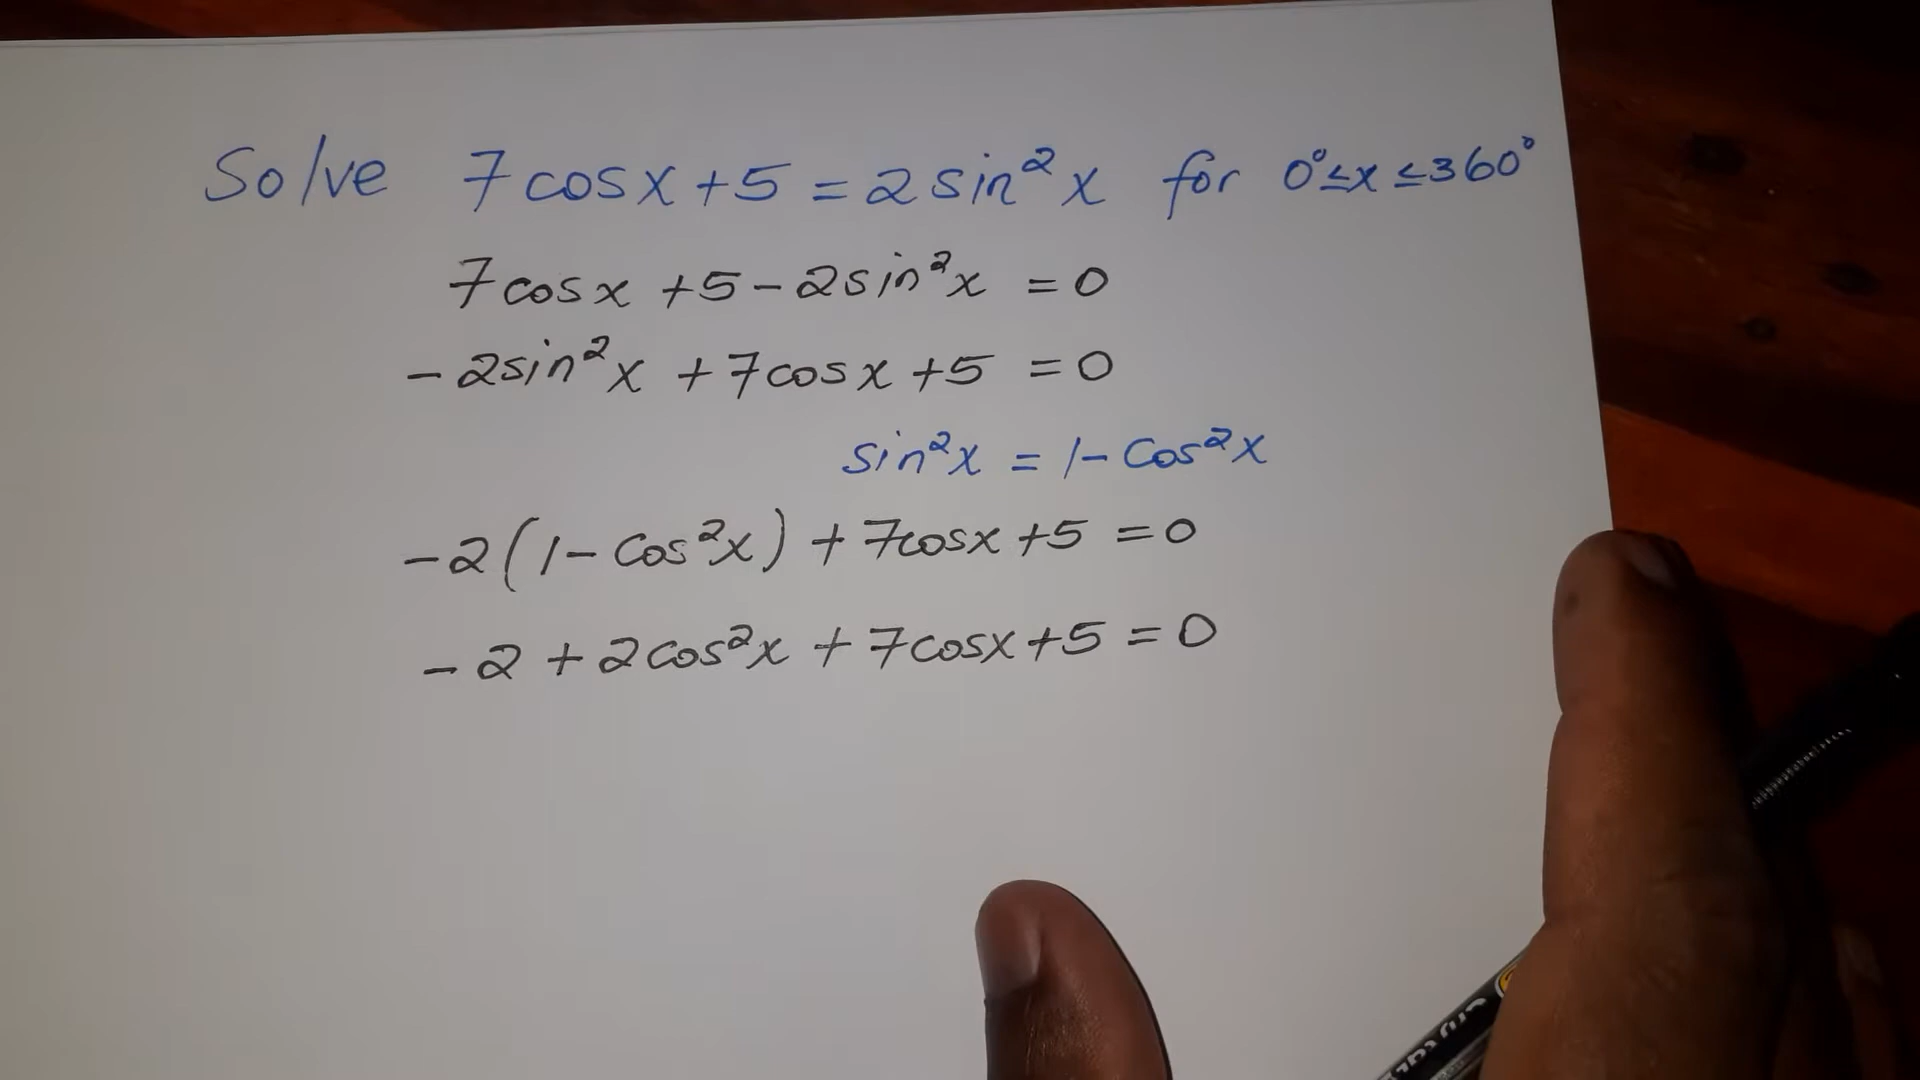 Solve 7cosx+5=2sin²x for 0°≤x≤360°
7cosx+5-2sin²x=0
-2sin²x+7cosx+5=0
sin²x=1-Cos²x
-2(1-Cos²x)+7cosx+5=0
-2+2cos²x+7cosx+5=0